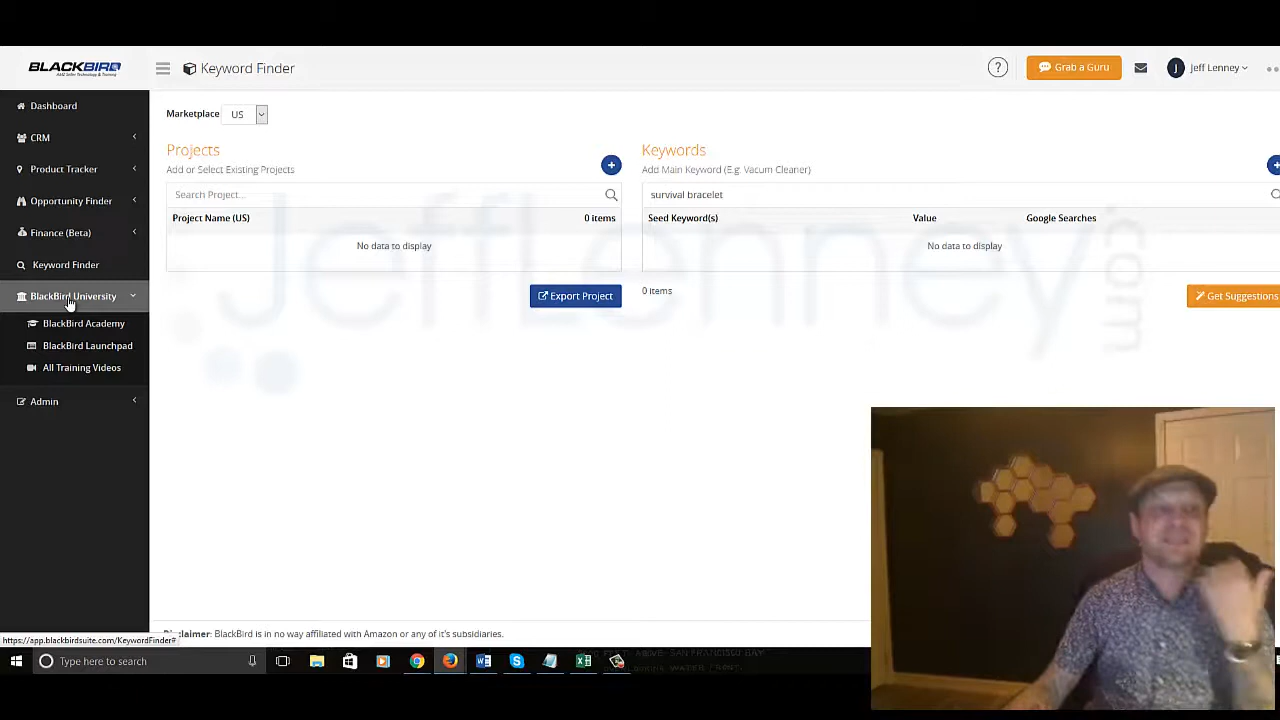 BLACKBIRD
AMZ Seller Technology & Training
Keyword Finder
?
Grab a Guru
J
Jeff Lenney
Dashboard
CRM
Product Tracker
Opportunity Finder
Finance (Beta)
Keyword Finder
BlackBird University
BlackBird Academy
BlackBird Launchpad
All Training Videos
Admin
Marketplace US
Projects
Add or Select Existing Projects
Search Project...
Project Name (US) 0 items
No data to display
Export Project
Keywords
Add Main Keyword (E.g. Vacum Cleaner)
survival bracelet
Seed Keyword(s) Value Google Searches
No data to display
0 items
Get Suggestions
JeffLenney.com
https://app.blackbirdsuite.com/KeywordFinder#
Disclaimer: BlackBird is in no way affiliated with Amazon or any of it's subsidiaries.
Type here to search
ABOVE SAN FRANCISCO BAY
WATER